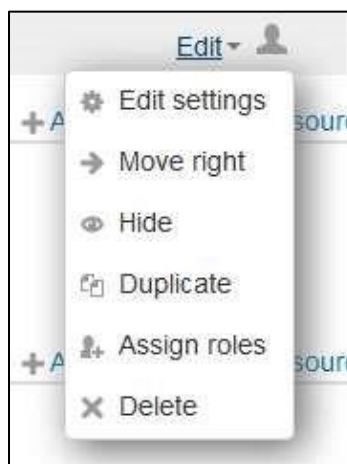 Edit
Edit settings
Move right
Hide
Duplicate
Assign roles
Delete